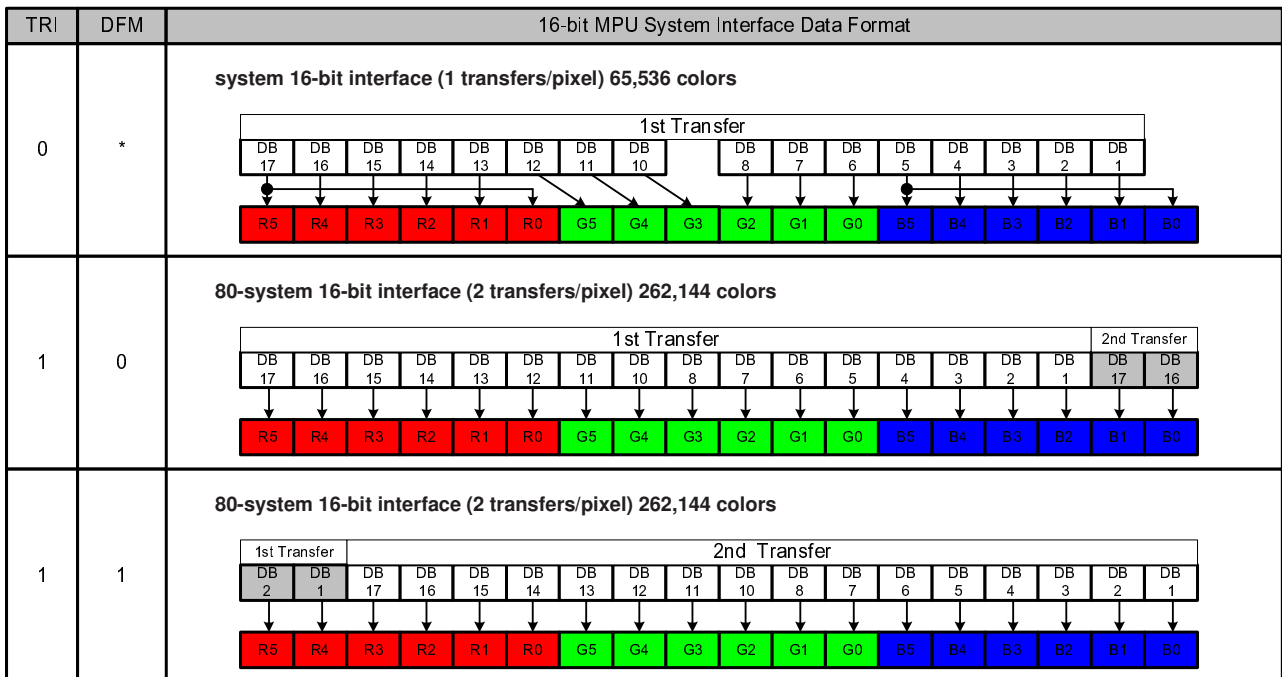 TRI DFM 16-bit MPU System Interface Data Format
system 16-bit interface (1 transfers/pixel) 65,536 colors
1st Transfer
0 *
DB DB DB DB DB DB DB DB DB DB DB DB DB DB DB DB
17 16 15 14 13 12 11 10 8 7 6 5 4 3 2 1
R5 R4 R3 R2 R1 R0 G5 G4 G3 G2 G1 G0 B5 B4 B3 B2 B1 B0
80-system 16-bit interface (2 transfers/pixel) 262,144 colors
1st Transfer 2nd Transfer
1 0
DB DB DB DB DB DB DB DB DB DB DB DB DB DB DB DB DB DB
17 16 15 14 13 12 11 10 8 7 6 5 4 3 2 1 17 16
R5 R4 R3 R2 R1 R0 G5 G4 G3 G2 G1 G0 B5 B4 B3 B2 B1 B0
80-system 16-bit interface (2 transfers/pixel) 262,144 colors
1st Transfer 2nd Transfer
1 1
DB DB DB DB DB DB DB DB DB DB DB DB DB DB DB DB DB DB
2 1 17 16 15 14 13 12 11 10 8 7 6 5 4 3 2 1
R5 R4 R3 R2 R1 R0 G5 G4 G3 G2 G1 G0 B5 B4 B3 B2 B1 B0